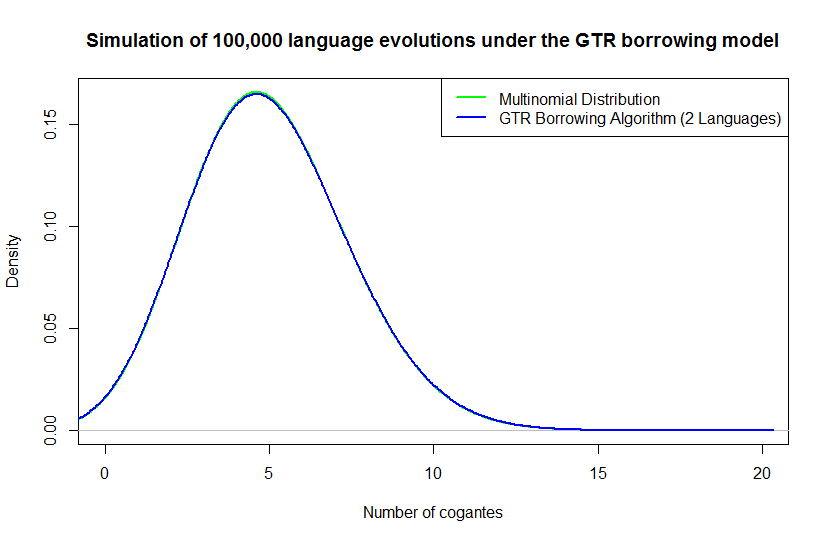 Simulation of 100,000 language evolutions under the GTR borrowing model
Multinomial Distribution
GTR Borrowing Algorithm (2 Languages)
Density
0.15
0.10
0.05
0.00
0 5 10 15 20
Number of cogantes